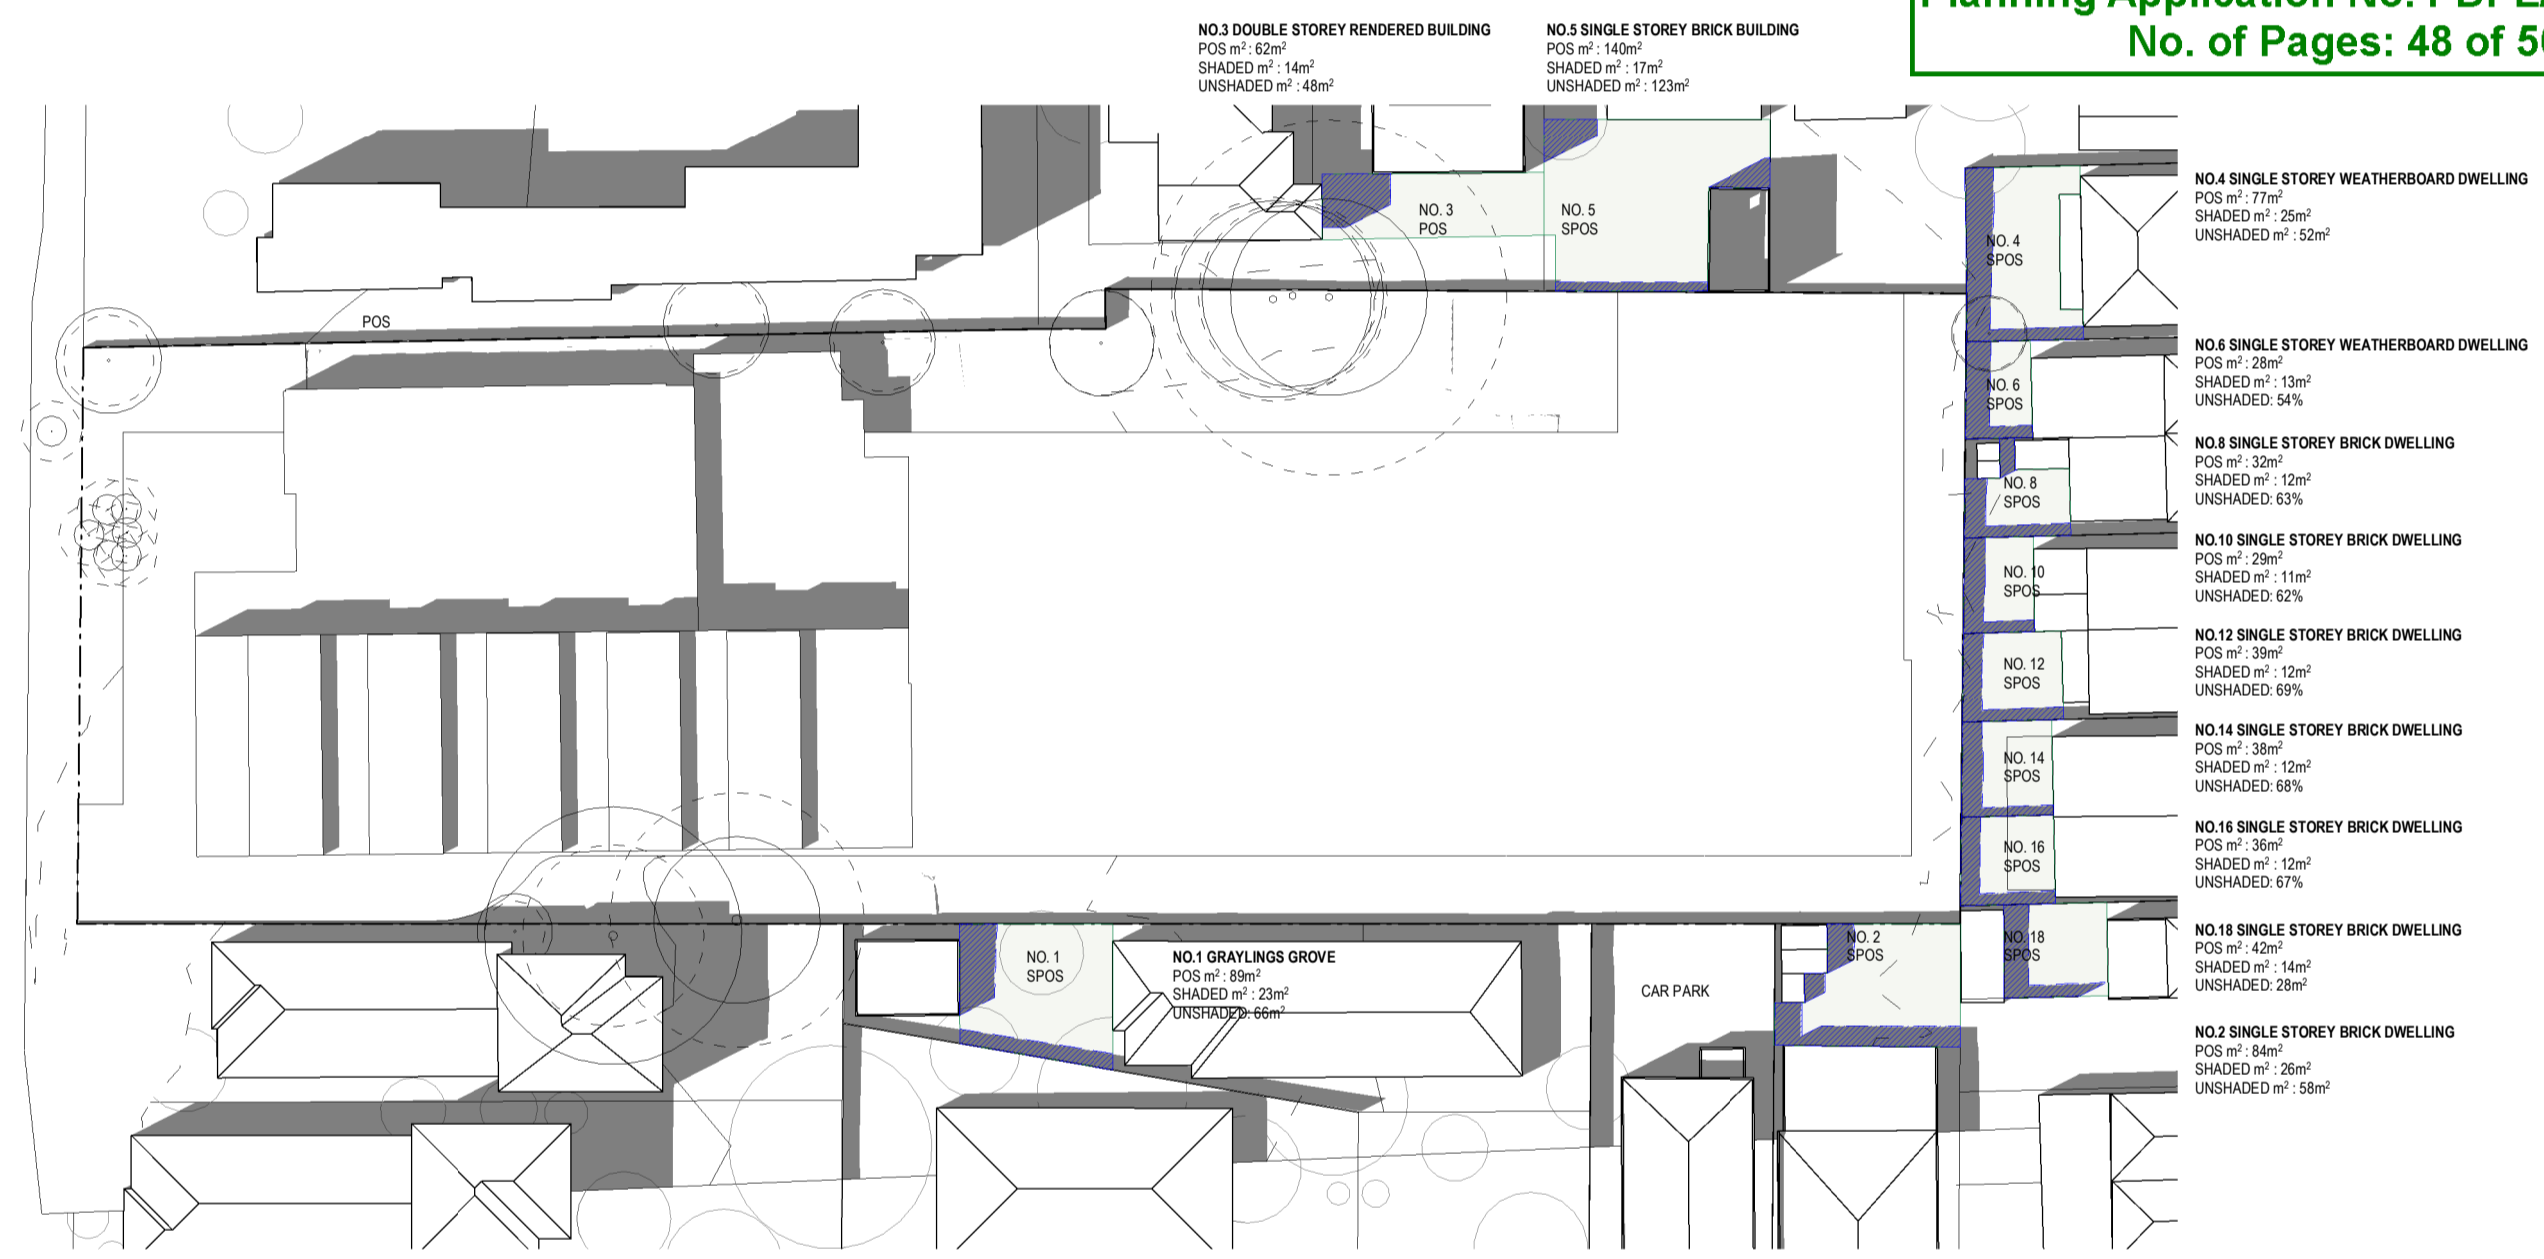 Planning Application No.
No. of Pages: 48 of
NO.3 DOUBLE STOREY RENDERED BUILDING
POS m² : 62m²
SHADED m² : 14m²
UNSHADED m² : 48m²
NO.5 SINGLE STOREY BRICK BUILDING
POS m² : 140m²
SHADED m² : 17m²
UNSHADED m² : 123m²
NO. 3
POS
NO. 5
SPOS
POS
NO. 4
SPOS
NO. 6
SPOS
NO. 8
SPOS
NO. 10
SPOS
NO. 12
SPOS
NO. 14
SPOS
NO. 16
SPOS
NO. 18
SPOS
NO. 2
SPOS
CAR PARK
NO. 1
SPOS
NO.1 GRAYLINGS GROVE
POS m² : 89m²
SHADED m² : 23m²
UNSHADED: 66m²
NO.4 SINGLE STOREY WEATHERBOARD DWELLING
POS m² : 77m²
SHADED m² : 25m²
UNSHADED m² : 52m²
NO.6 SINGLE STOREY WEATHERBOARD DWELLING
POS m² : 28m²
SHADED m² : 13m²
UNSHADED: 54%
NO.8 SINGLE STOREY BRICK DWELLING
POS m² : 32m²
SHADED m² : 12m²
UNSHADED: 63%
NO.10 SINGLE STOREY BRICK DWELLING
POS m² : 29m²
SHADED m² : 11m²
UNSHADED: 62%
NO.12 SINGLE STOREY BRICK DWELLING
POS m² : 39m²
SHADED m² : 12m²
UNSHADED: 69%
NO.14 SINGLE STOREY BRICK DWELLING
POS m² : 38m²
SHADED m² : 12m²
UNSHADED: 68%
NO.16 SINGLE STOREY BRICK DWELLING
POS m² : 36m²
SHADED m² : 12m²
UNSHADED: 67%
NO.18 SINGLE STOREY BRICK DWELLING
POS m² : 42m²
SHADED m² : 14m²
UNSHADED: 28m²
NO.2 SINGLE STOREY BRICK DWELLING
POS m² : 84m²
SHADED m² : 26m²
UNSHADED m² : 58m²